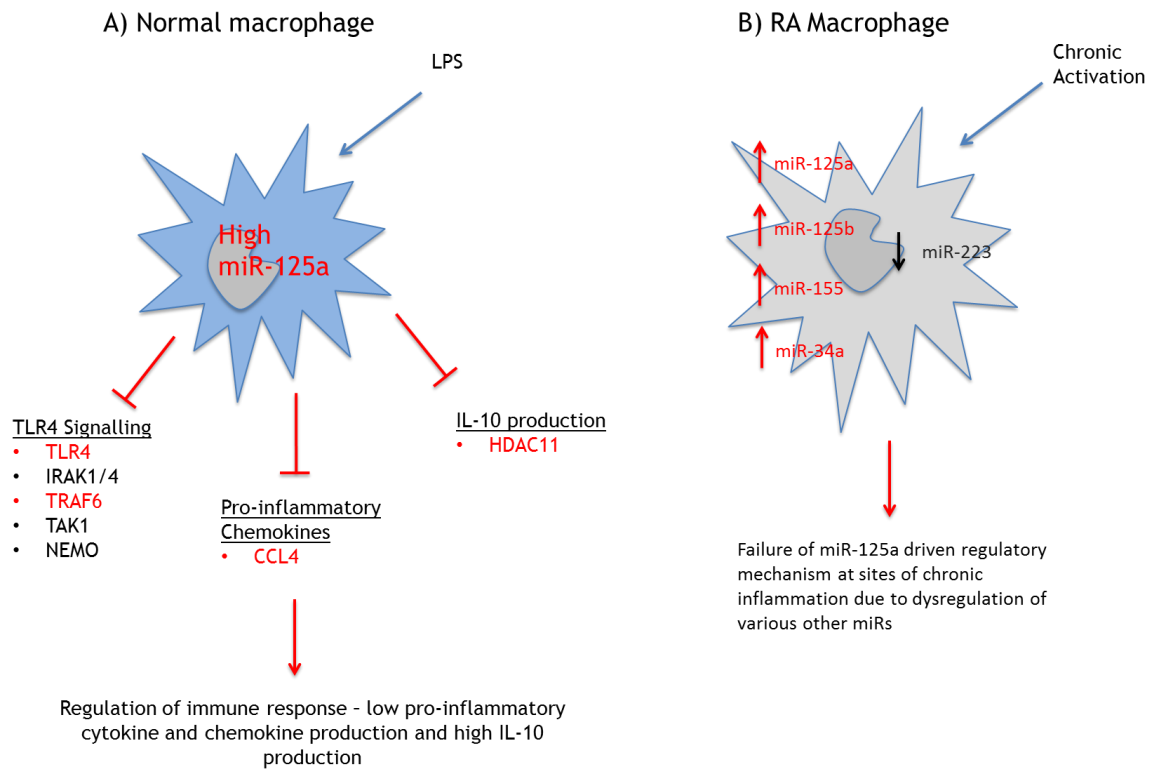 A) Normal macrophage
LPS
High
miR-125a
TLR4 Signalling
• TLR4
• IRAK1/4
• TRAF6
• TAK1
• NEMO
Pro-inflammatory
Chemokines
• CCL4
IL-10 production
• HDAC11
Regulation of immune response – low pro-inflammatory
cytokine and chemokine production and high IL-10
production
B) RA Macrophage
Chronic
Activation
miR-125a
miR-125b
miR-155
miR-34a
miR-223
Failure of miR-125a driven regulatory
mechanism at sites of chronic
inflammation due to dysregulation of
various other miRs